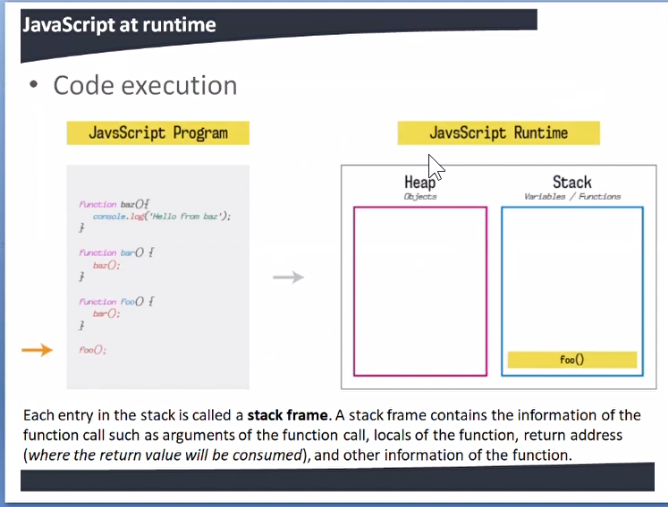 JavaScript at runtime
• Code execution
JavsScript Program
function baz(){
console.log('Hello from baz');
}
function bar() {
baz();
}
function foo() {
bar();
}
foo();
JavsScript Runtime
Heap
Objects
Stack
Variables / Functions
foo()
Each entry in the stack is called a stack frame. A stack frame contains the information of the
function call such as arguments of the function call, locals of the function, return address
(where the return value will be consumed), and other information of the function.